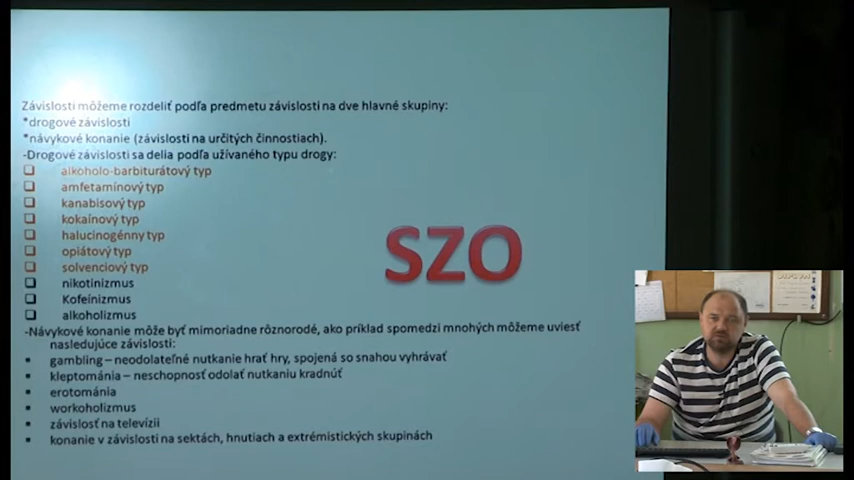 Závislosti môžeme rozdeliť podľa predmetu závislosti na dve hlavné skupiny:
*drogové závislosti
*návykové konanie (závislosti na určitých činnostiach).
-Drogové závislosti sa delia podľa užívaného typu drogy:
alkoholo-barbiturátový typ
amfetamínový typ
kanabisový typ
kokaínový typ
halucinogénny typ
opiátový typ
solvenciový typ
nikotinizmus
Kofeínizmus
alkoholizmus
SZO
-Návykové konanie môže byť mimoriadne rôznorodé, ako príklad spomedzi mnohých môžeme uviesť
nasledujúce závislosti:
gambling – neodolateľné nutkanie hrať hry, spojená so snahou vyhrávať
kleptománia – neschopnosť odolať nutkaniu kradnúť
erotománia
workoholizmus
závislosť na televízii
konanie v závislosti na sektách, hnutiach a extrémistických skupinách